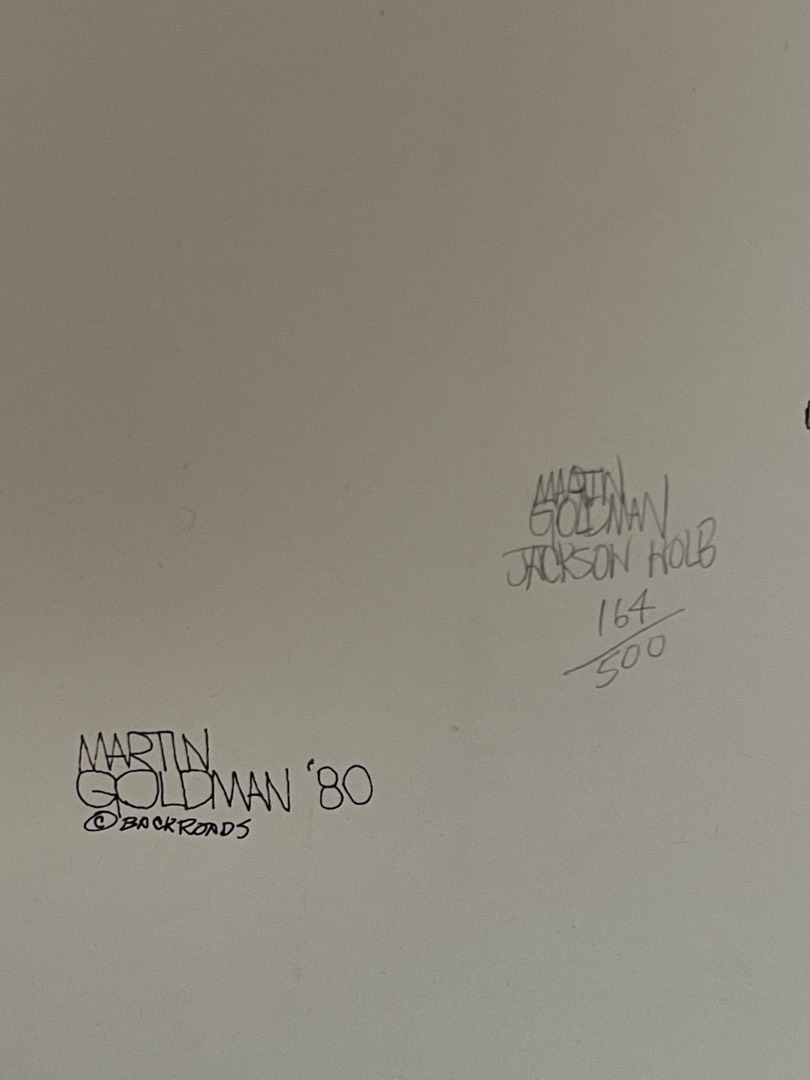 MARTIN
GOLDMAN
JACKSON HOLE
164
500
MARTIN
GOLDMAN '80
© BACKROADS